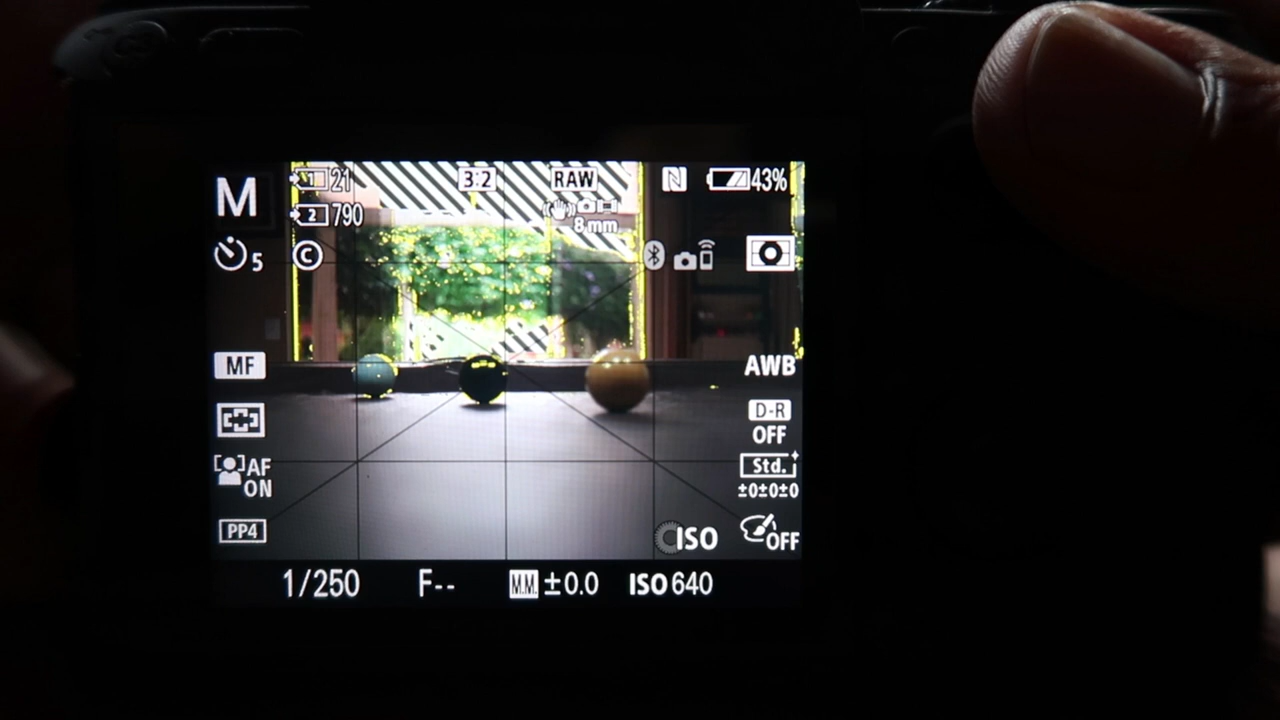 M
1 21
3:2
RAW
N
43%
2 790
8 mm
5
C
MF
AWB
D-R
OFF
AF
ON
Std.
±0±0±0
PP4
ISO
OFF
1/250 F-- M.M. ±0.0 ISO 640